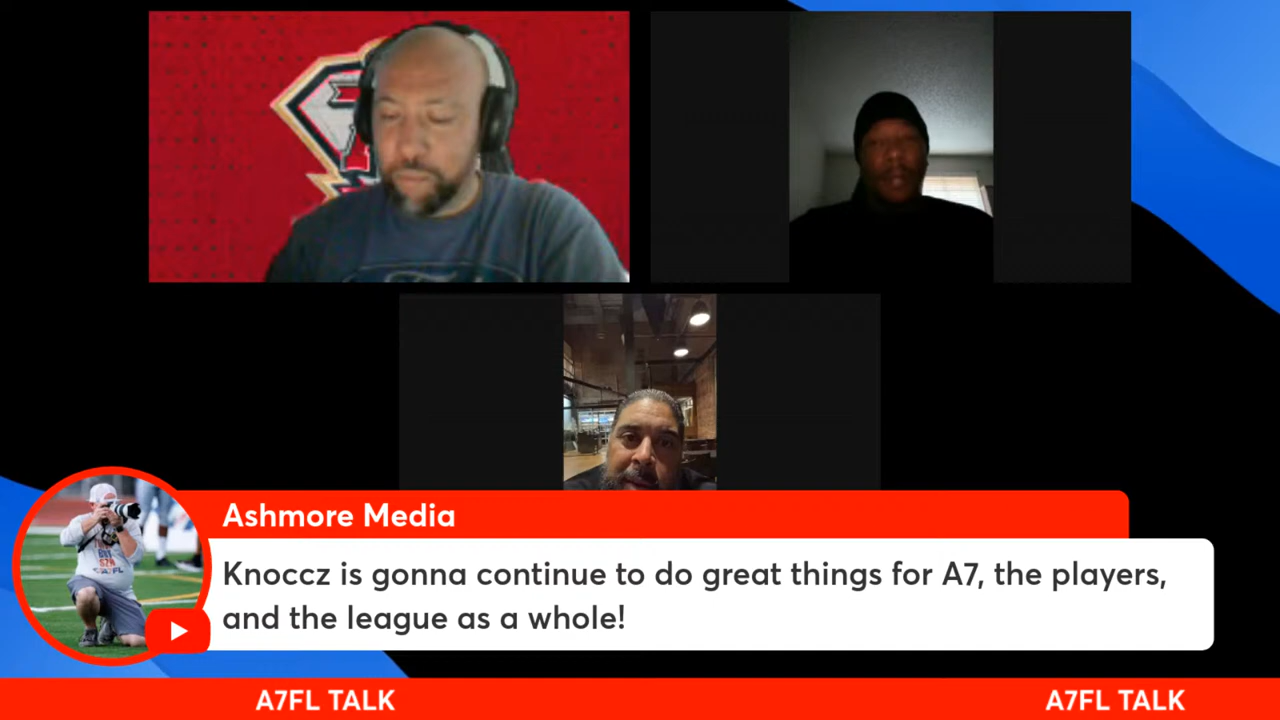 Ashmore Media
Knoccz is gonna continue to do great things for A7, the players,
and the league as a whole!
A7FL TALK
A7FL TALK